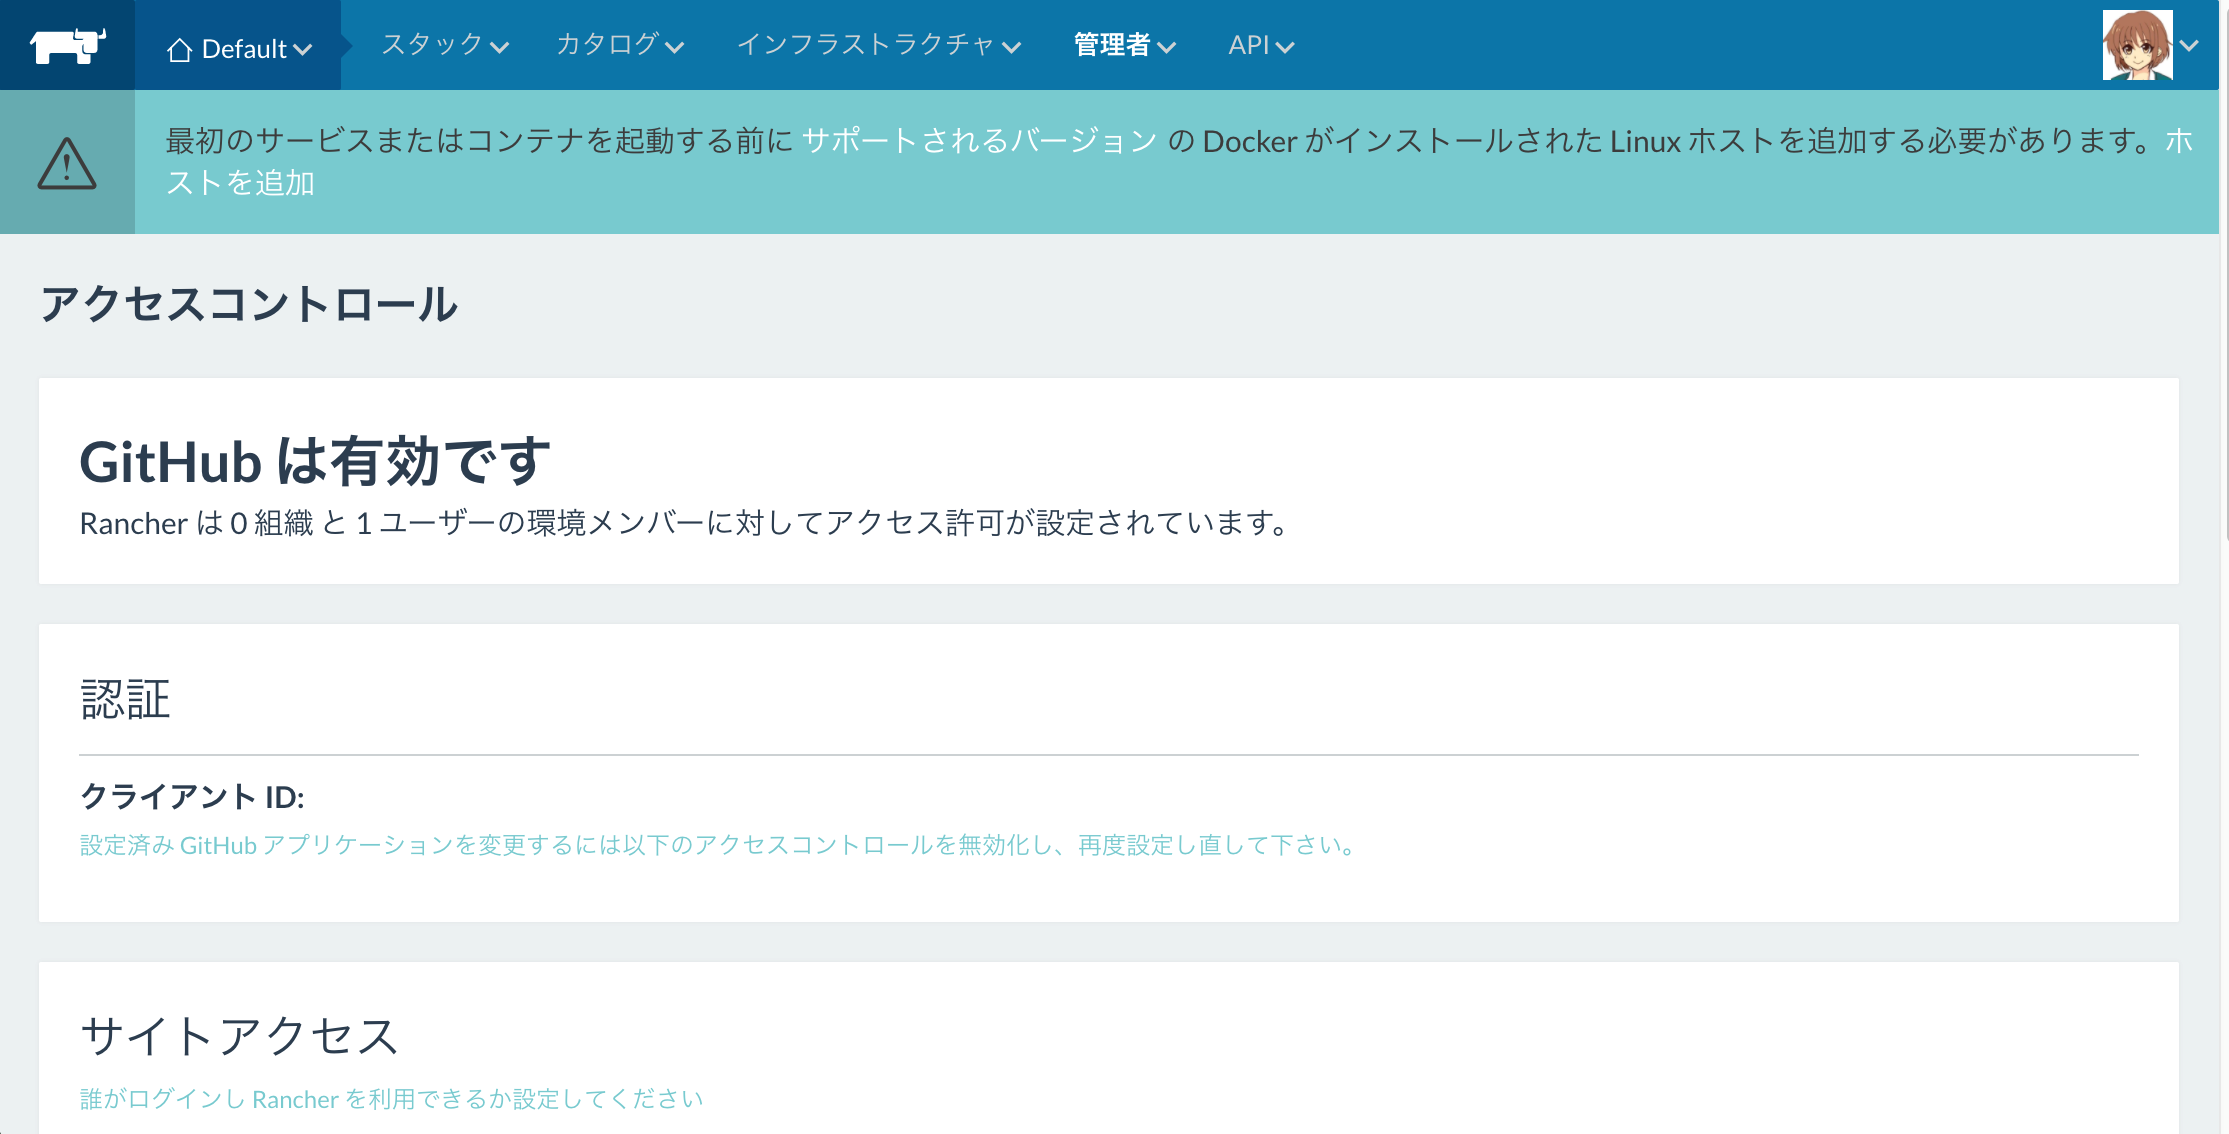 Default スタック カタログ インフラストラクチャ 管理者 API
最初のサービスまたはコンテナを起動する前に サポートされるバージョン の Docker がインストールされた Linux ホストを追加する必要があります。ホ
ストを追加
アクセスコントロール
GitHub は有効です
Rancher は 0 組織 と 1 ユーザーの環境メンバーに対してアクセス許可が設定されています。
認証
クライアント ID:
設定済み GitHub アプリケーションを変更するには以下のアクセスコントロールを無効化し、再度設定し直して下さい。
サイトアクセス
誰がログインし Rancher を利用できるか設定してください